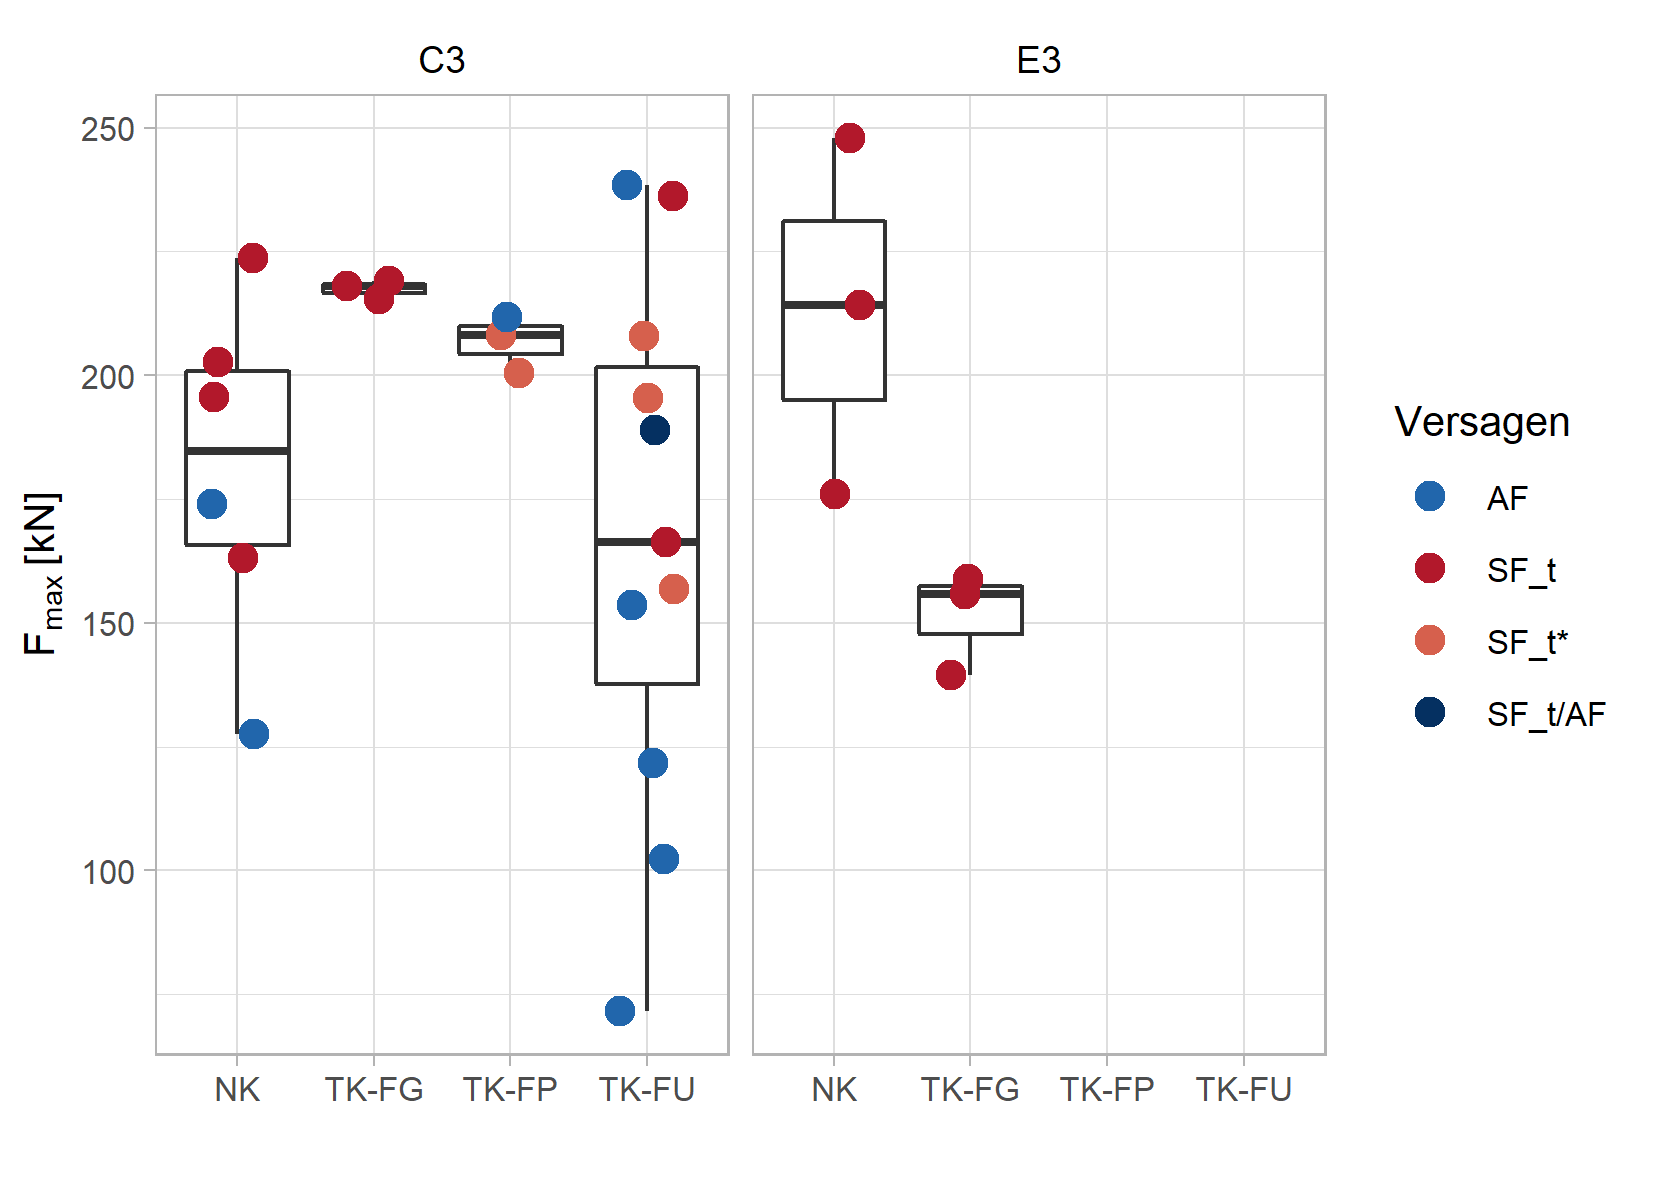 C3 E3
250
200
150
100
F_max [kN]
NK TK-FG TK-FP TK-FU NK TK-FG TK-FP TK-FU
Versagen
AF
SF_t
SF_t*
SF_t/AF